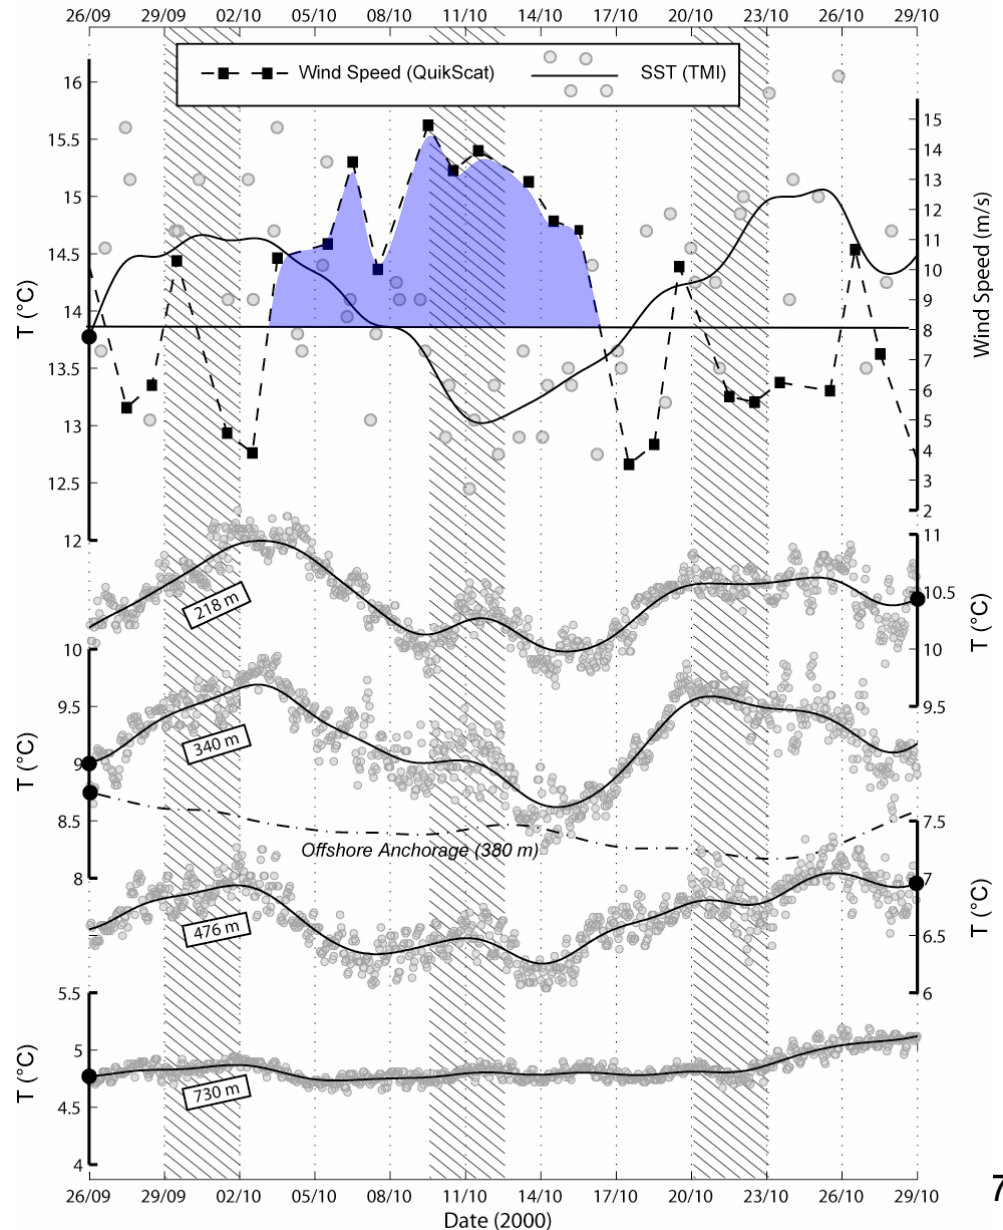 26/09 29/09 02/10 05/10 08/10 11/10 14/10 17/10 20/10 23/10 26/10 29/10
Wind Speed (QuikScat) SST (TMI)
16
15.5
15
14.5
14
13.5
13
12.5
12
T (°C)
15
14
13
12
11
10
9
8
7
6
5
4
3
2
Wind Speed (m/s)
218 m
11
10.5
10
9.5
T (°C)
10
9.5
9
8.5
8
T (°C)
340 m
Offshore Anchorage (380 m)
476 m
7.5
7
6.5
6
T (°C)
5.5
5
4.5
4
T (°C)
730 m
26/09 29/09 02/10 05/10 08/10 11/10 14/10 17/10 20/10 23/10 26/10 29/10
Date (2000)
7